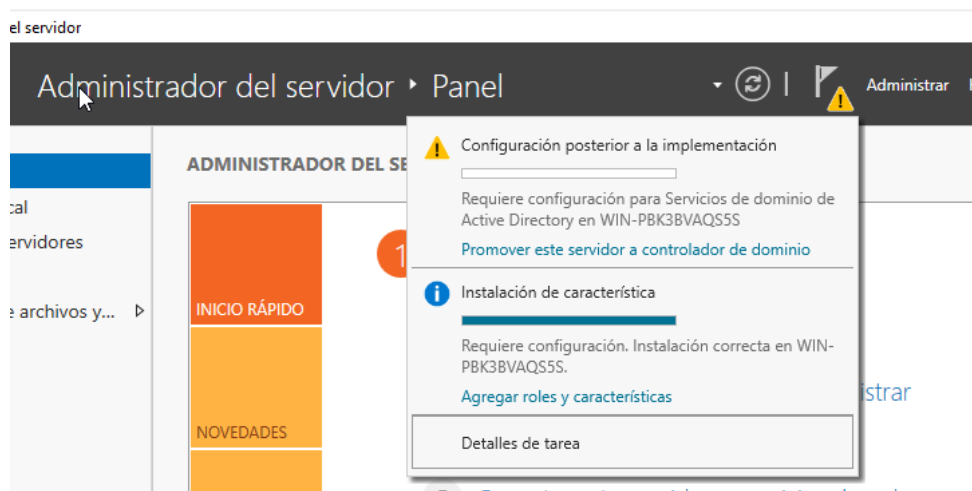 el servidor
Administrador del servidor ‣ Panel
Administrar
Configuración posterior a la implementación
ADMINISTRADOR DEL SE
Requiere configuración para Servicios de dominio de
Active Directory en WIN-PBK3BVAQS5S
cal
ervidores
1
Promover este servidor a controlador de dominio
Instalación de característica
e archivos y...
INICIO RÁPIDO
Requiere configuración. Instalación correcta en WIN-
PBK3BVAQS5S.
Agregar roles y características
istrar
NOVEDADES
Detalles de tarea